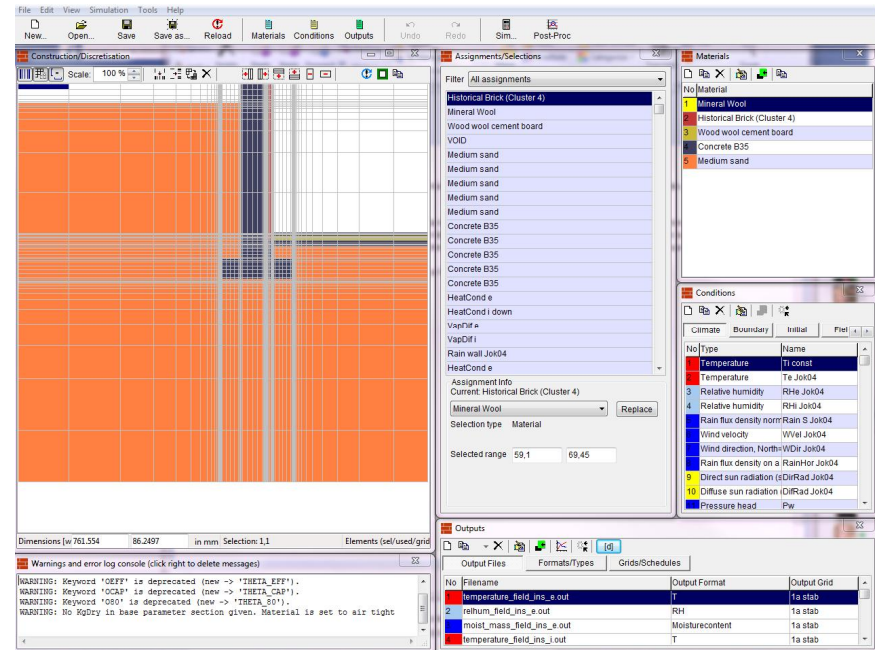 File Edit View Simulation Tools Help
New... Open... Save Save as... Reload Materials Conditions Outputs Undo Redo Sim... Post-Proc
Construction/Discretisation
Scale: 100 %
Dimensions [w 761.554 86.2497 in mm Selection: 1,1 Elements (sel/used/grid
Warnings and error log console (click right to delete messages)
WARNING: Keyword 'OEFF' is deprecated (new -> 'THETA_EFF').
WARNING: Keyword 'OCAP' is deprecated (new -> 'THETA_CAP').
WARNING: Keyword 'O80' is deprecated (new -> 'THETA_80').
WARNING: No KgDry in base parameter section given. Material is set to air tight
Assignments/Selections
Filter All assignments
Historical Brick (Cluster 4)
Mineral Wool
Wood wool cement board
VOID
Medium sand
Medium sand
Medium sand
Medium sand
Medium sand
Concrete B35
Concrete B35
Concrete B35
Concrete B35
Concrete B35
HeatCond e
HeatCond i down
VapDif e
VapDif i
Rain wall Jok04
HeatCond e
Assignment Info
Current: Historical Brick (Cluster 4)
Mineral Wool Replace
Selection type Material
Selected range 59,1 69,45
Materials
No Material
1 Mineral Wool
2 Historical Brick (Cluster 4)
3 Wood wool cement board
4 Concrete B35
5 Medium sand
Conditions
Climate Boundary Initial Fiel
No Type Name
1 Temperature Ti const
2 Temperature Te Jok04
3 Relative humidity RHe Jok04
4 Relative humidity RHi Jok04
Rain flux density norm Rain S Jok04
Wind velocity WVel Jok04
Wind direction, North= WDir Jok04
Rain flux density on a RainHor Jok04
9 Direct sun radiation (s DirRad Jok04
10 Diffuse sun radiation ( DifRad Jok04
Pressure head Pw
Outputs
[d]
Output Files Formats/Types Grids/Schedules
No Filename Output Format Output Grid
1 temperature_field_ins_e.out T 1a stab
2 relhum_field_ins_e.out RH 1a stab
moist_mass_field_ins_e.out Moisturecontent 1a stab
4 temperature_field_ins_i.out T 1a stab